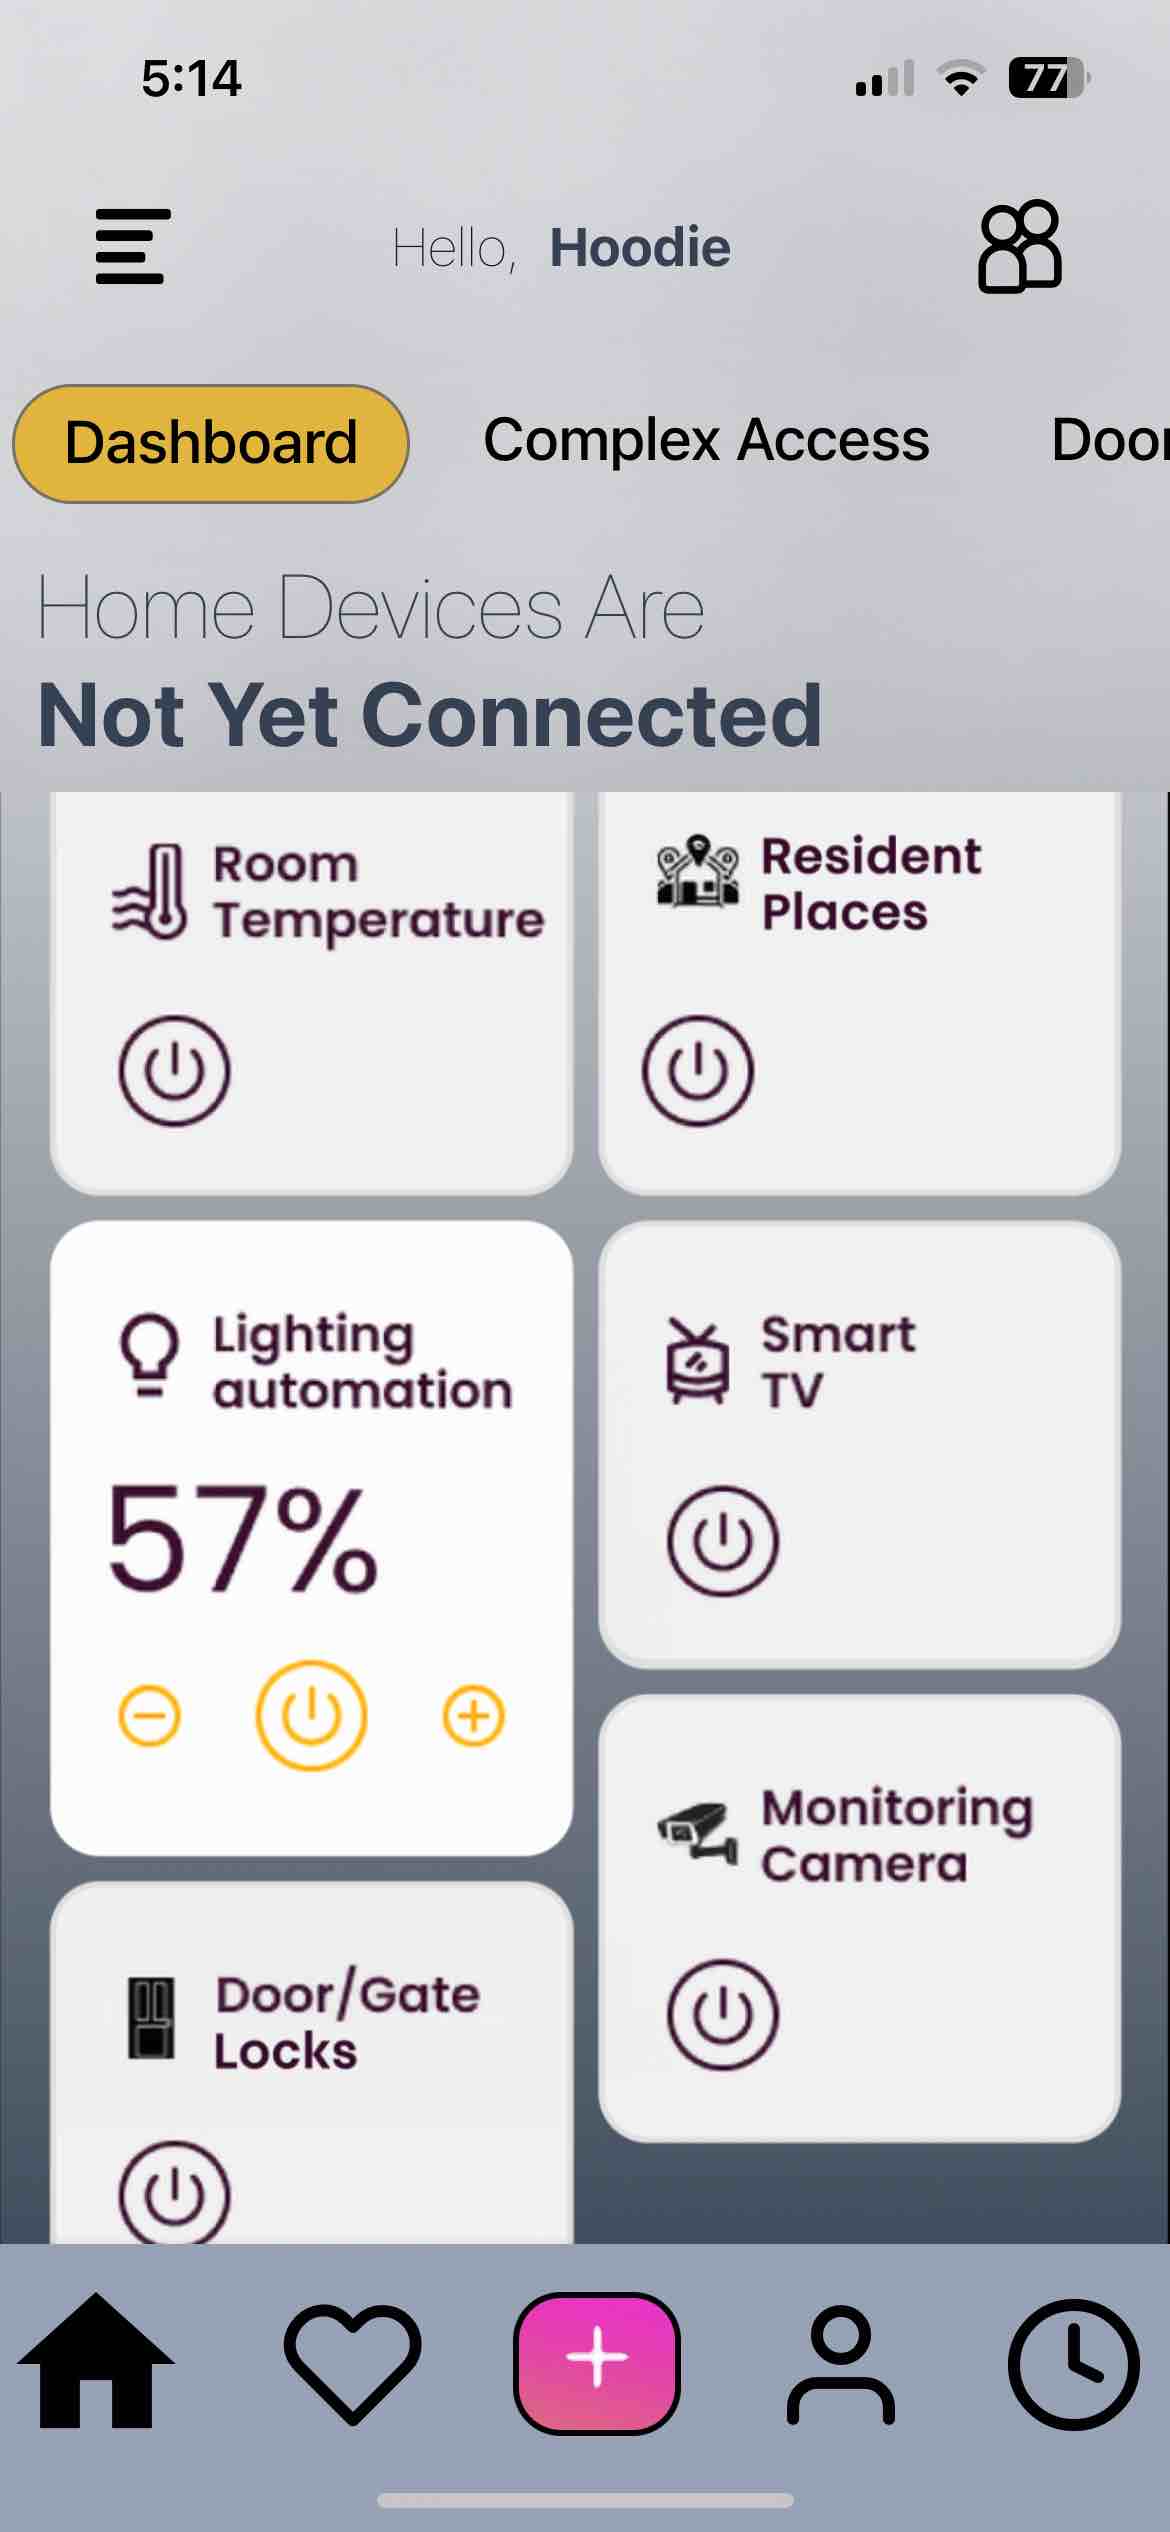 5:14
77
Hello, Hoodie
Dashboard
Complex Access
Door
Home Devices Are
Not Yet Connected
Room
Temperature
Resident
Places
Lighting
automation
57%
Smart
TV
Monitoring
Camera
Door/Gate
Locks